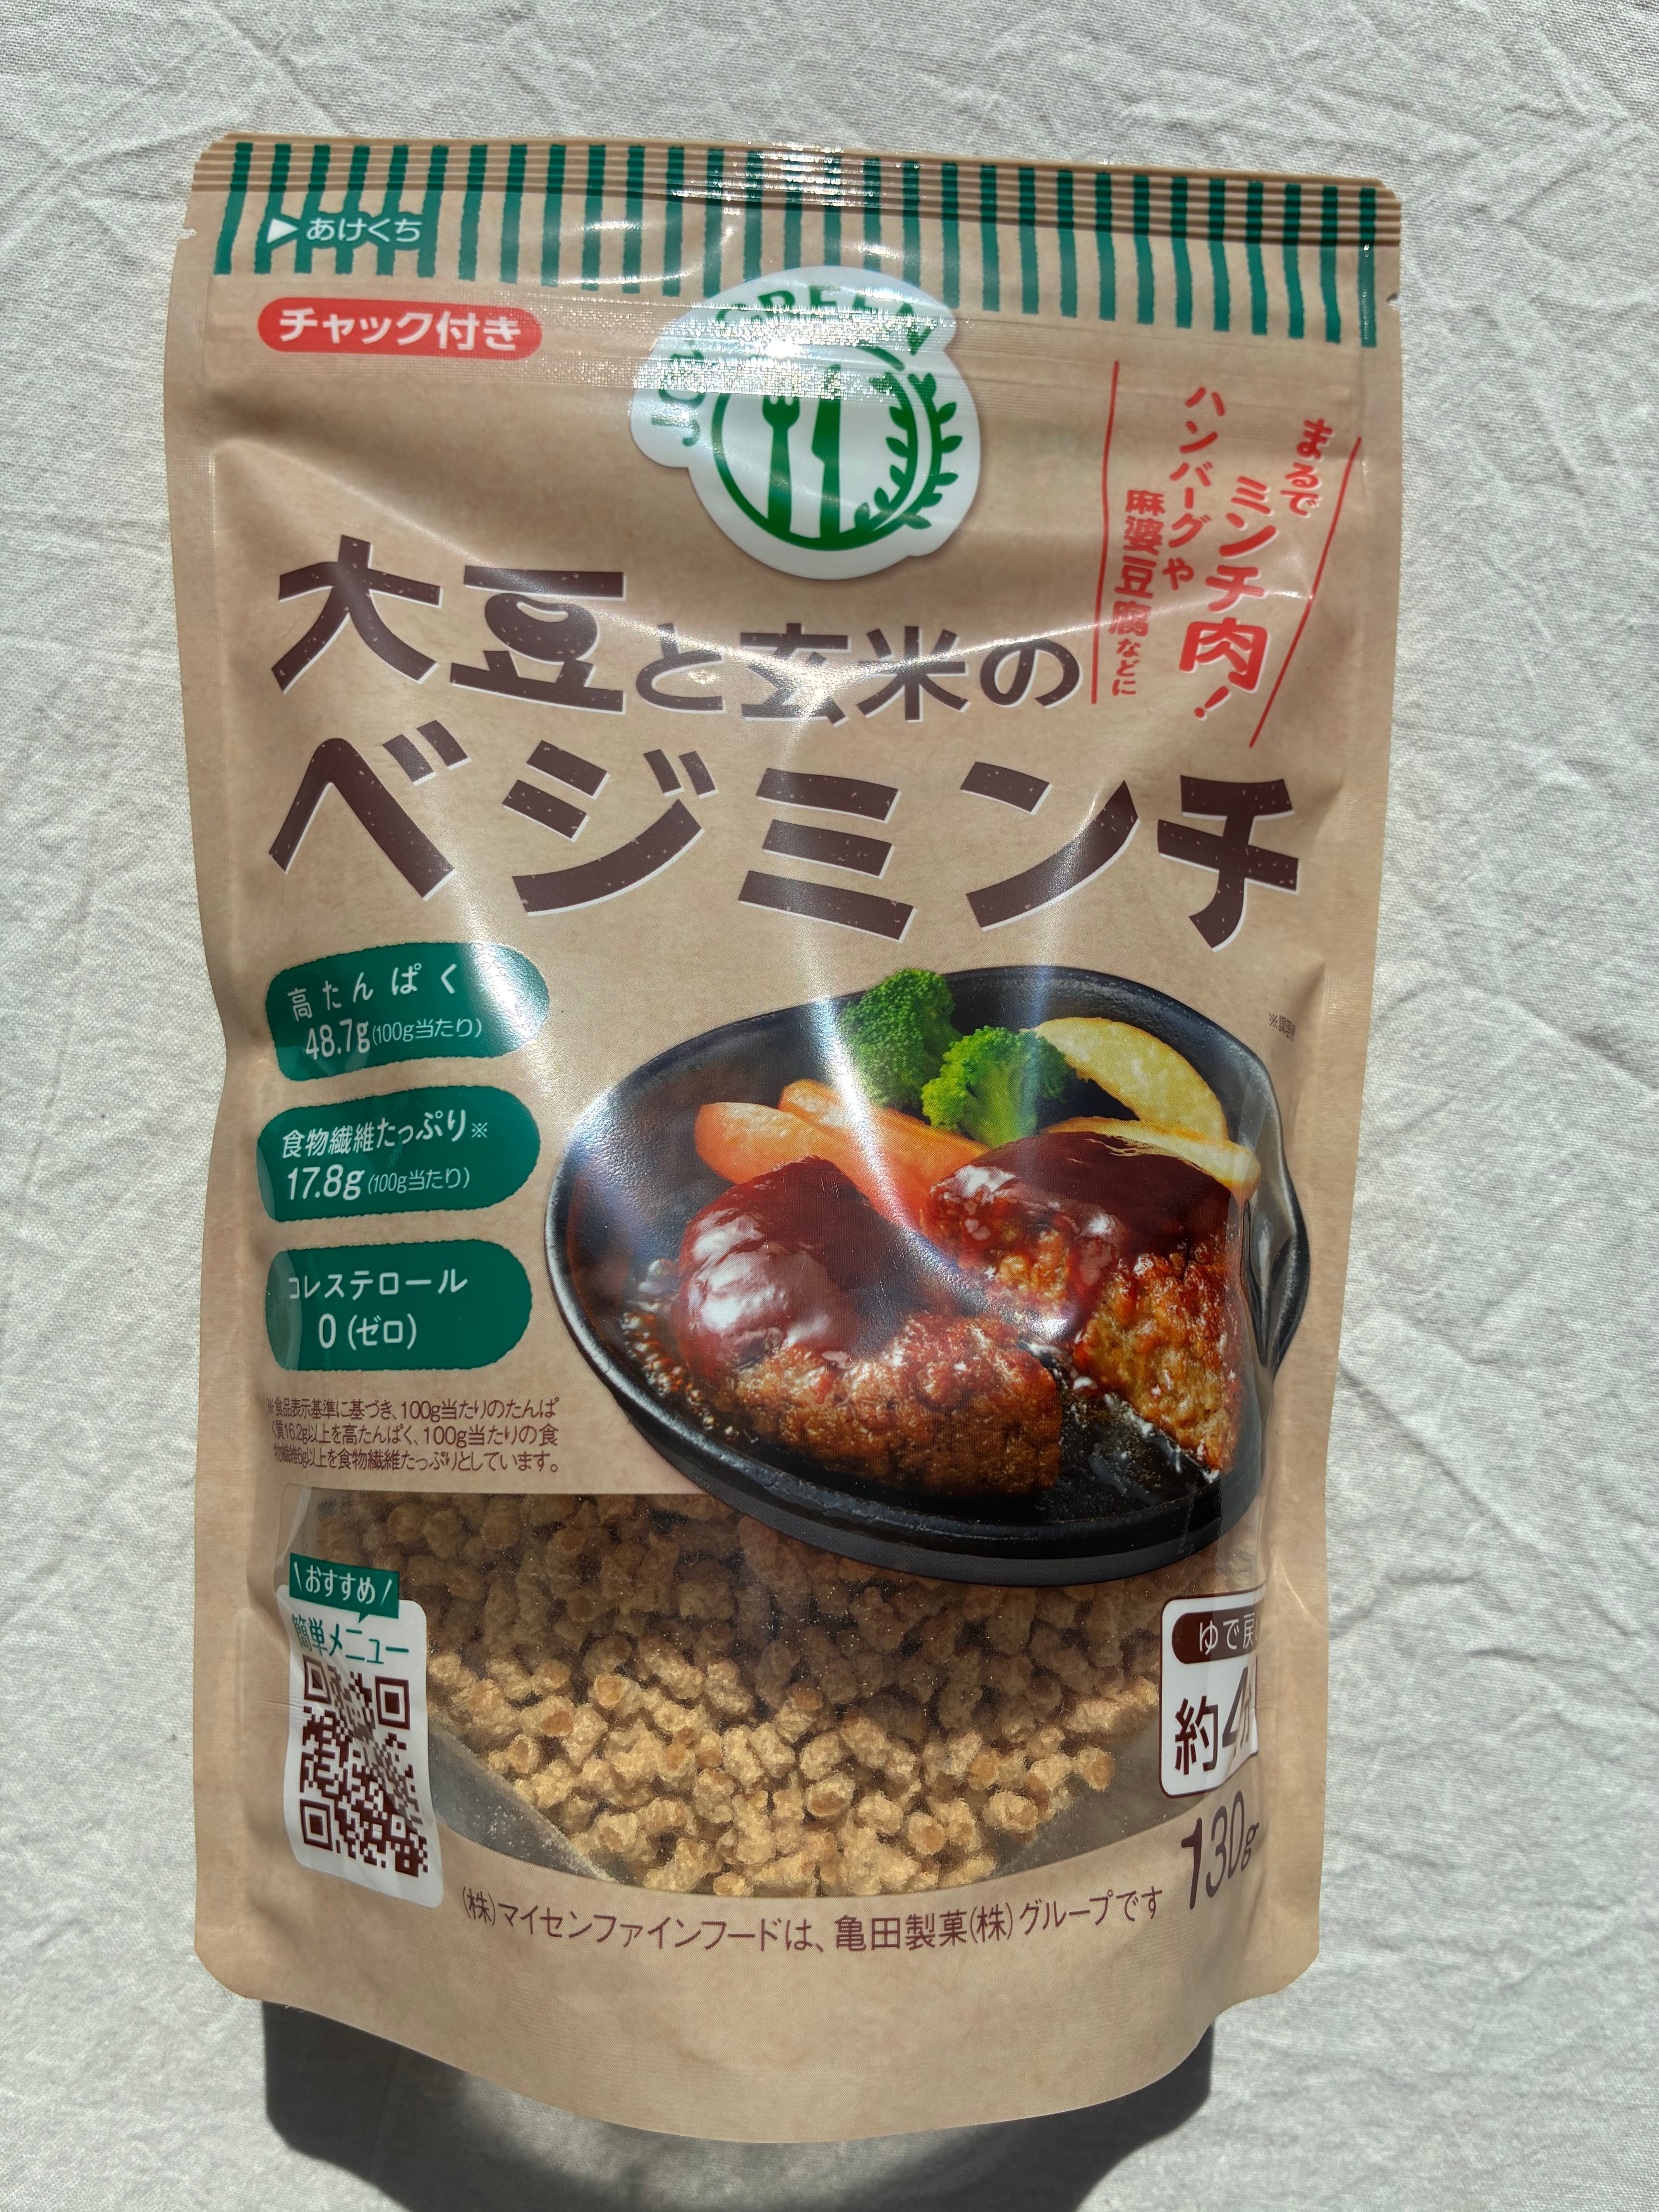 あけくち
チャック付き
GREEN
まるで
ミンチ肉!
ハンバーグや
麻婆豆腐などに
大豆と玄米の
ベジミンチ
高たんぱく
48.7g(100g当たり)
食物繊維たっぷり※
17.8g(100g当たり)
コレステロール
0(ゼロ)
※食品表示基準に基づき、100g当たりのたんぱ
く質16.2g以上を高たんぱく、100g当たりの食
物繊維6g以上を食物繊維たっぷりとしています。
おすすめ
簡単メニュー
ゆで戻
約4
130g
(株)マイセンファインフードは、亀田製菓(株)グループです